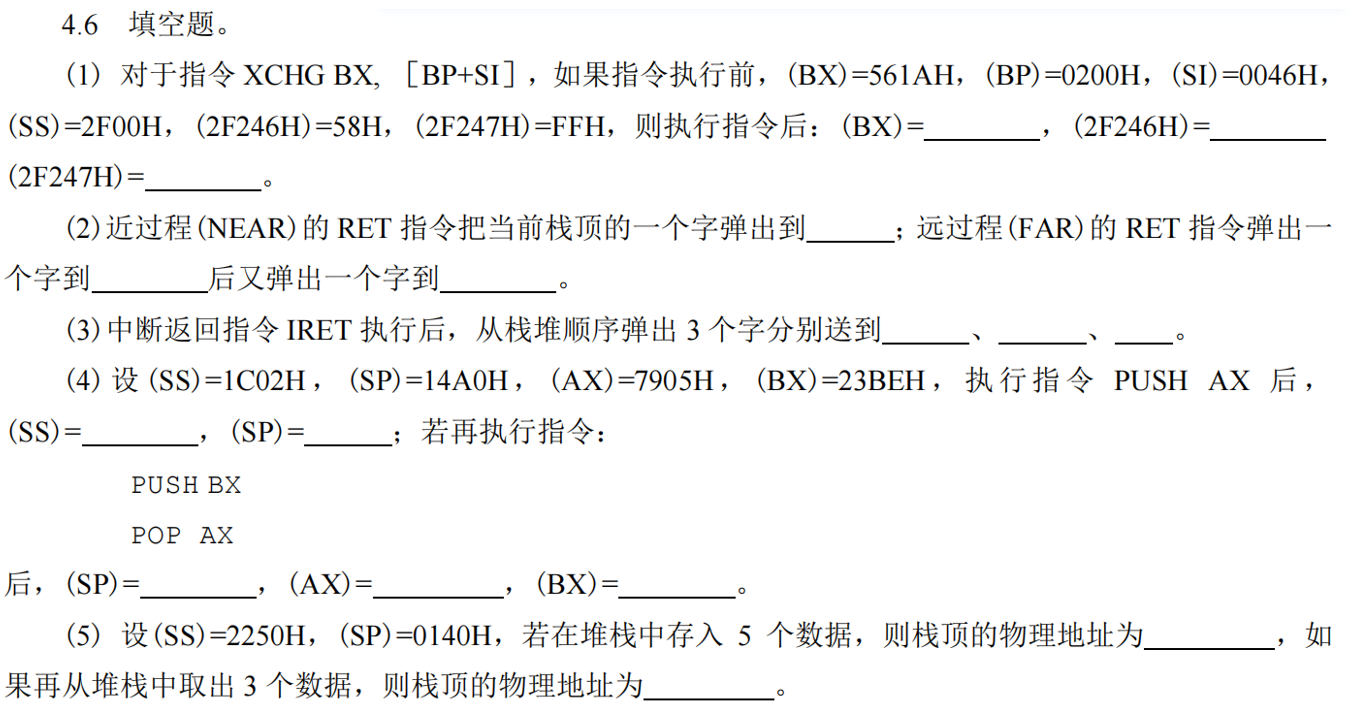 4.6 填空题。
(1) 对于指令 XCHG BX, ［BP+SI］，如果指令执行前，(BX)=561AH，(BP)=0200H，(SI)=0046H，
(SS)=2F00H，(2F246H)=58H，(2F247H)=FFH，则执行指令后：(BX)=________，(2F246H)=________
(2F247H)=________。
(2)近过程(NEAR)的 RET 指令把当前栈顶的一个字弹出到______；远过程(FAR)的 RET 指令弹出一
个字到________后又弹出一个字到________。
(3)中断返回指令 IRET 执行后，从栈堆顺序弹出 3 个字分别送到______、______、____。
(4) 设 (SS)=1C02H，(SP)=14A0H，(AX)=7905H，(BX)=23BEH，执行指令 PUSH AX 后，
(SS)=________，(SP)=______；若再执行指令：
PUSH BX
POP AX
后，(SP)=________，(AX)=_________，(BX)=________。
(5) 设(SS)=2250H，(SP)=0140H，若在堆栈中存入 5 个数据，则栈顶的物理地址为_________，如
果再从堆栈中取出 3 个数据，则栈顶的物理地址为_________。